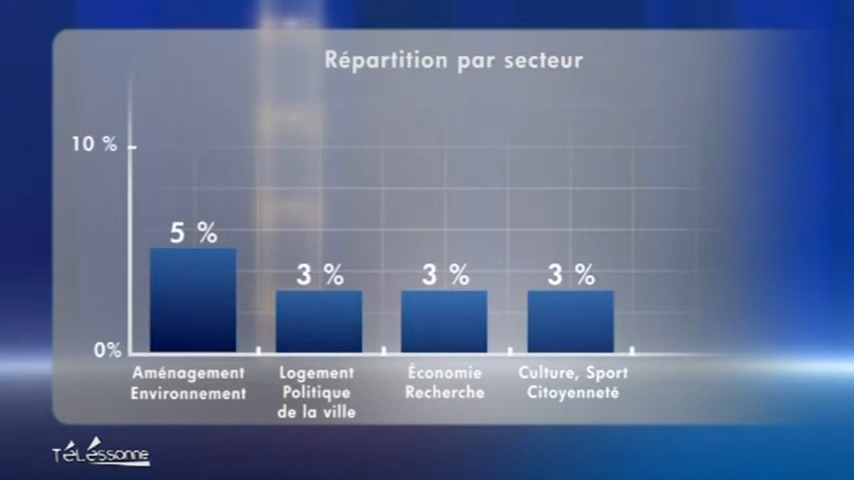 Répartition par secteur
10 %
5 %
3 %
3 %
3 %
0%
Aménagement
Environnement
Logement
Politique
de la ville
Économie
Recherche
Culture, Sport
Citoyenneté
TéLéssonne